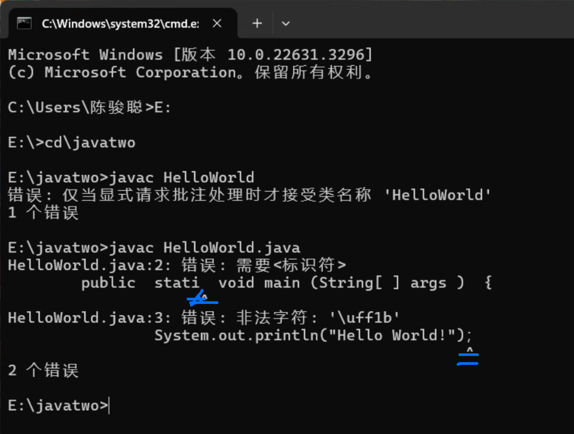 C:\Windows\system32\cmd.e:
Microsoft Windows [版本 10.0.22631.3296]
(c) Microsoft Corporation。保留所有权利。
C:\Users\陈骏聪>E:
E:\>cd\javatwo
E:\javatwo>javac HelloWorld
错误: 仅当显式请求批注处理时才接受类名称 'HelloWorld'
1 个错误
E:\javatwo>javac HelloWorld.java
HelloWorld.java:2: 错误: 需要<标识符>
public  stati  void main (String[ ] args )  {
^
HelloWorld.java:3: 错误: 非法字符: '\uff1b'
System.out.println("Hello World!")；
^
2 个错误
E:\javatwo>